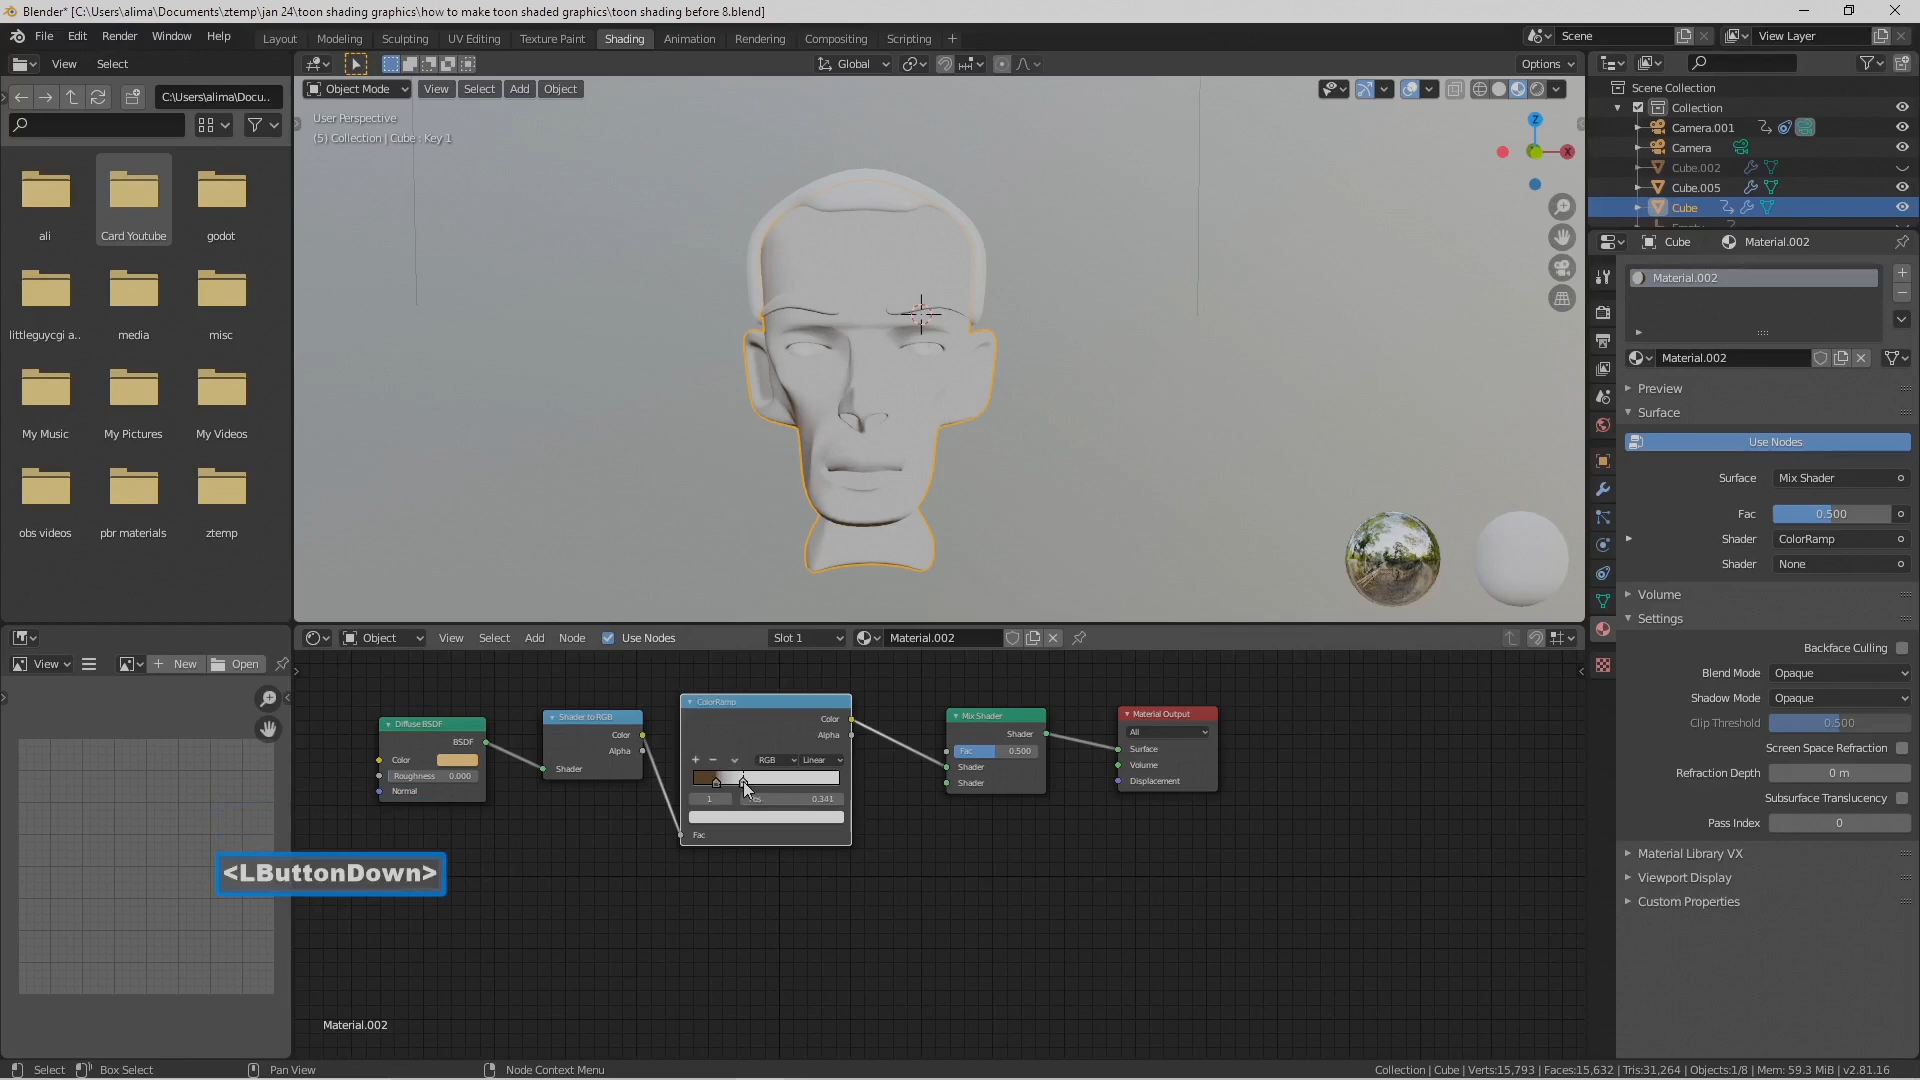 Blender* [C:\Users\alima\Documents\ztemp\jan 24\toon shading graphics\how to make toon shaded graphics\toon shading before 8.blend]
File Edit Render Window Help
Layout Modeling Sculpting UV Editing Texture Paint Shading Animation Rendering Compositing Scripting +
Scene
View Layer
View Select
Global
Options
C:\Users\alima\Docu..
Object Mode View Select Add Object
User Perspective
(5) Collection | Cube : Key 1
Z
X
ali
Card Youtube
godot
littleguycgi a..
media
misc
My Music
My Pictures
My Videos
obs videos
pbr materials
ztemp
Scene Collection
Collection
Camera.001
Camera
Cube.002
Cube.005
Cube
Cube
Material.002
Material.002
Material.002
Preview
Surface
Use Nodes
Surface Mix Shader
Fac 0.500
Shader ColorRamp
Shader None
Volume
Settings
Backface Culling
Blend Mode Opaque
Shadow Mode Opaque
Clip Threshold 0.500
Screen Space Refraction
Refraction Depth 0 m
Subsurface Translucency
Pass Index 0
Material Library VX
Viewport Display
Custom Properties
View
New
Open
Object View Select Add Node Use Nodes
Slot 1
Material.002
Diffuse BSDF
BSDF
Color
Roughness 0.000
Normal
Shader to RGB
Color
Alpha
Shader
ColorRamp
Color
Alpha
RGB Linear
1 0.341
Fac
Mix Shader
Shader
Fac 0.500
Shader
Shader
Material Output
All
Surface
Volume
Displacement
<LButtonDown>
Material.002
Select
Box Select
Pan View
Node Context Menu
Collection | Cube | Verts:15,793 | Faces:15,632 | Tris:31,264 | Objects:1/8 | Mem: 59.3 MiB | v2.81.16